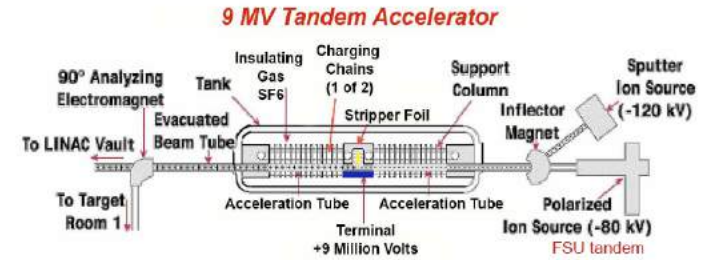 9 MV Tandem Accelerator
Insulating
Gas
SF6
Charging
Chains
(1 of 2)
Support
Column
Sputter
Ion Source
(-120 kV)
90° Analyzing
Electromagnet
Tank
Stripper Foil
Inflector
Magnet
Evacuated
Beam Tube
To LINAC Vault
To Target
Room 1
Acceleration Tube
Acceleration Tube
Terminal
+9 Million Volts
Polarized
Ion Source (-80 kV)
FSU tandem